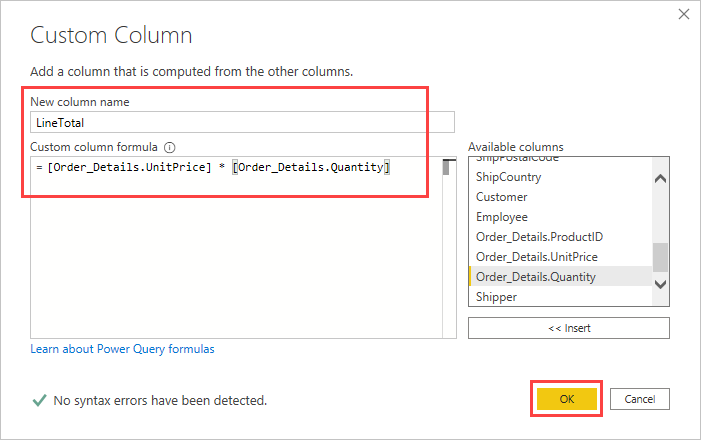 Custom Column
Add a column that is computed from the other columns.
New column name
LineTotal
Custom column formula
= [Order_Details.UnitPrice] * [Order_Details.Quantity]
Available columns
ShipPostalCode
ShipCountry
Customer
Employee
Order_Details.ProductID
Order_Details.UnitPrice
Order_Details.Quantity
Shipper
<< Insert
Learn about Power Query formulas
No syntax errors have been detected.
OK
Cancel